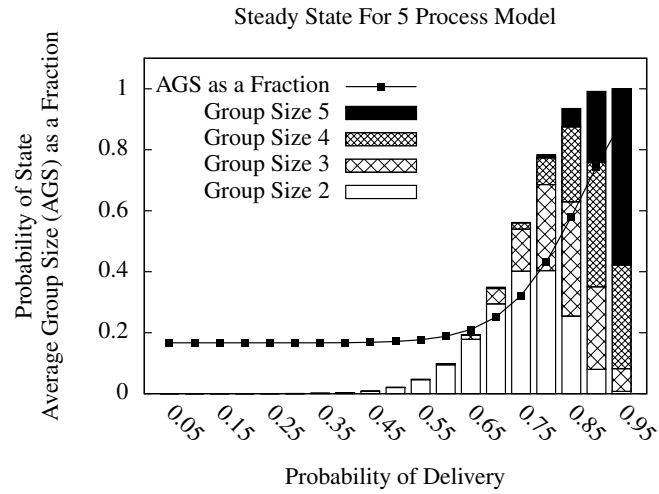 Steady State For 5 Process Model
Probability of State
Average Group Size (AGS) as a Fraction
1
0.8
0.6
0.4
0.2
0
AGS as a Fraction
Group Size 5
Group Size 4
Group Size 3
Group Size 2
0.05 0.15 0.25 0.35 0.45 0.55 0.65 0.75 0.85 0.95
Probability of Delivery